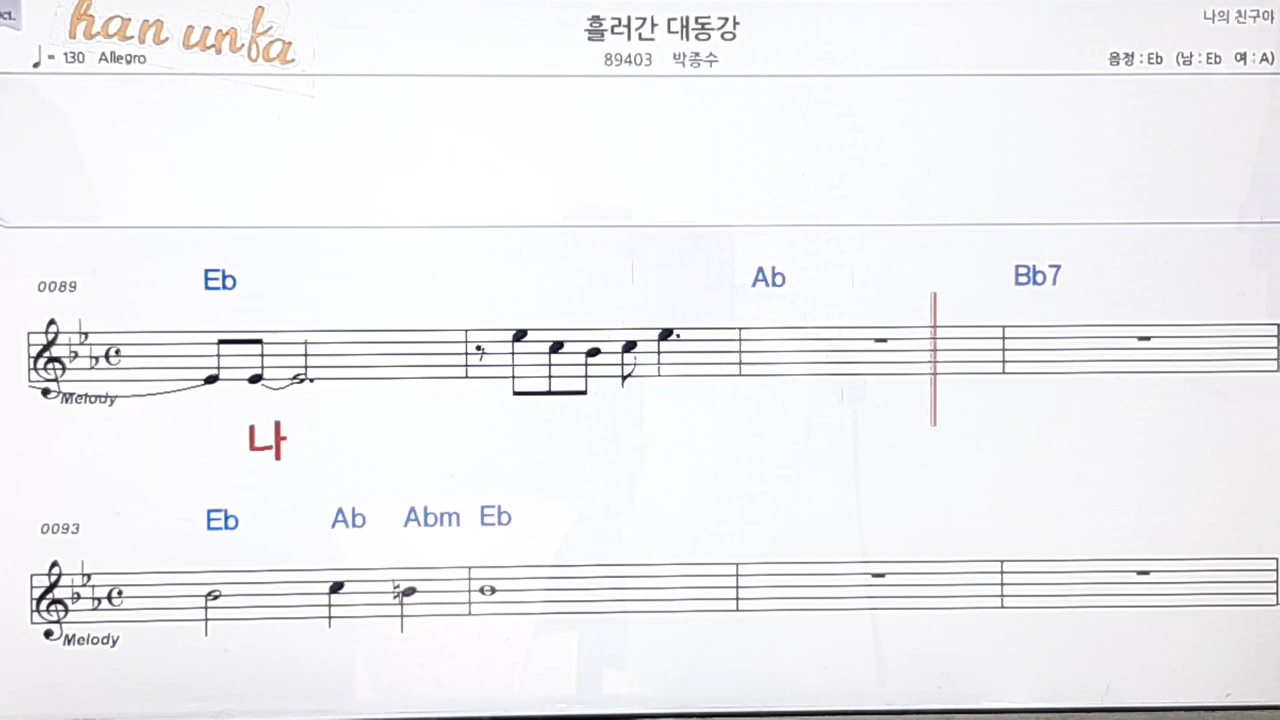 han unfa
흘러간 대동강
나의 친구야
= 130 Allegro
89403 박종수
음정 : Eb (남 : Eb 여 : A)
Eb Ab Bb7
0089
Melody
나
Eb Ab Abm Eb
0093
Melody